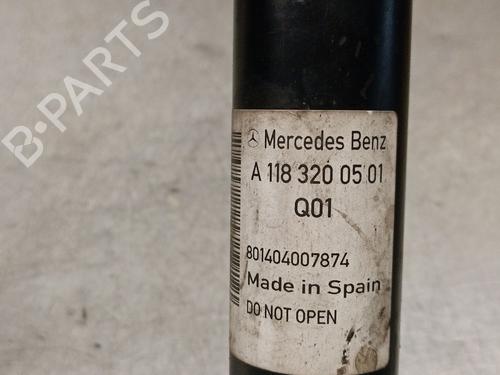 B-PARTS
Mercedes Benz
A 118 320 05 01
Q01
801404007874
Made in Spain
DO NOT OPEN